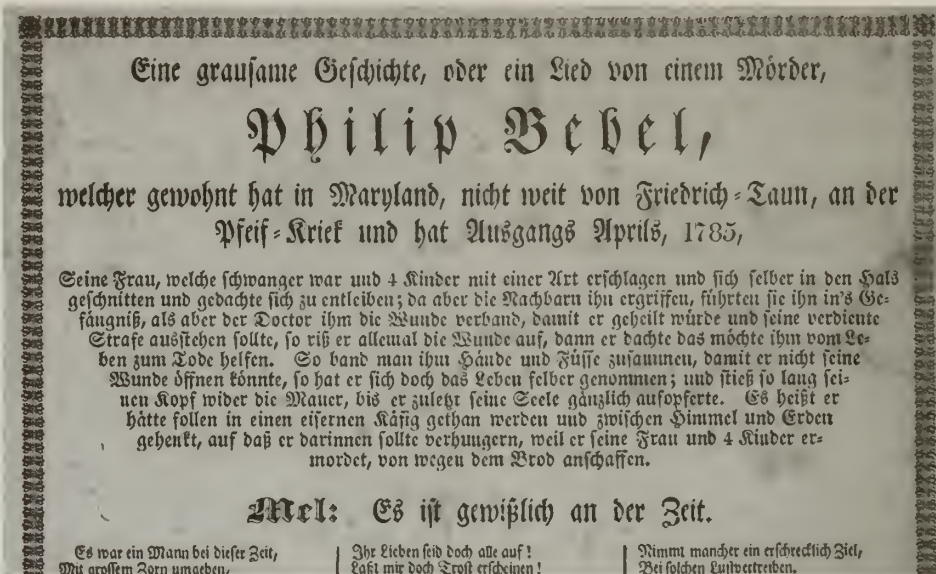 Eine grausame Geschichte, oder ein Lied von einem Mörder,
Philip Bebel,
welcher gewohnt hat in Maryland, nicht weit von Friedrich-Taun, an der
Pfeif-Kriek und hat Ausgangs Aprils, 1785,
Seine Frau, welche schwanger war und 4 Kinder mit einer Axt erschlagen und sich selber in den Hals
geschnitten und gedachte sich zu entleiben; da aber die Nachbarn ihn ergriffen, führten sie ihn in's Ge-
fängniß, als aber der Doctor ihm die Wunde verband, damit er geheilt würde und seine verdiente
Strafe ausstehen sollte, so riß er allemal die Wunde auf, dann er dachte das möchte ihm vom Le-
ben zum Tode helfen. So band man ihm Hände und Füsse zusammen, damit er nicht seine
Wunde öffnen könnte, so hat er sich doch das Leben selber genommen; und stieß so lang sei-
nen Kopf wider die Mauer, bis er zuletzt seine Seele gänzlich aufopferte. Es heißt er
hätte sollen in einen eisernen Käfig gethan werden und zwischen Himmel und Erden
gehenkt, auf daß er darinnen sollte verhungern, weil er seine Frau und 4 Kinder er-
mordet, von wegen dem Brod anschaffen.
Mel: Es ist gewißlich an der Zeit.
Es war ein Mann bei dieser Zeit,
Mit grossem Zorn umgeben,
Ihr Lieben seid doch alle auf!
Laßt mir doch Trost erscheinen!
Nimmt mancher ein erschrecklich Ziel,
Bei solchen Lustvertreiben.